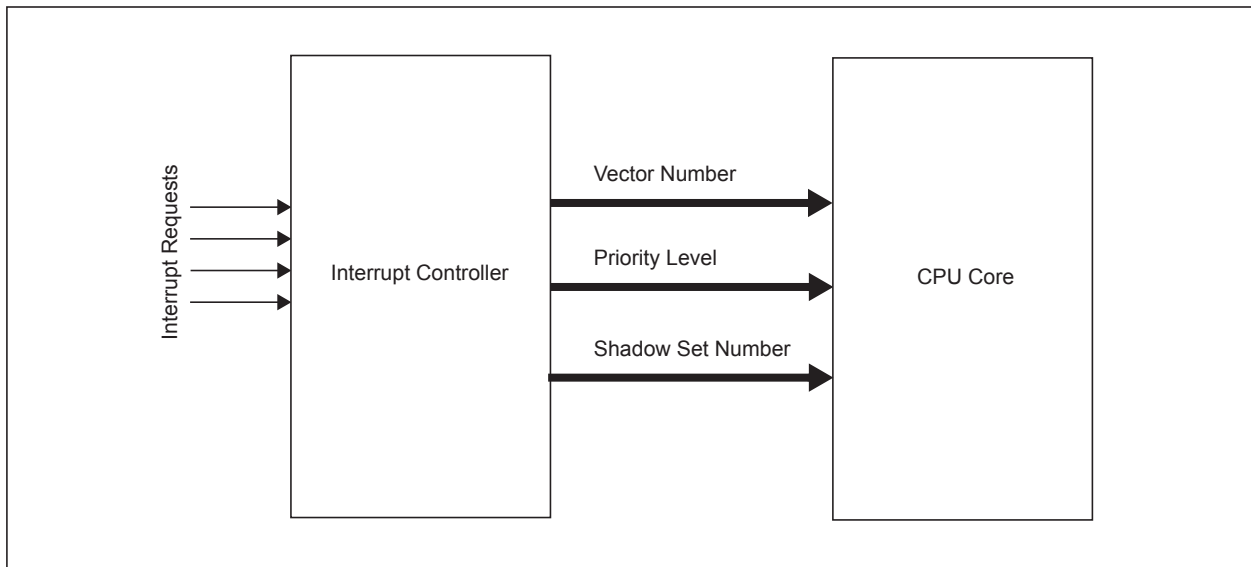 Interrupt Requests
Interrupt Controller
Vector Number
Priority Level
Shadow Set Number
CPU Core